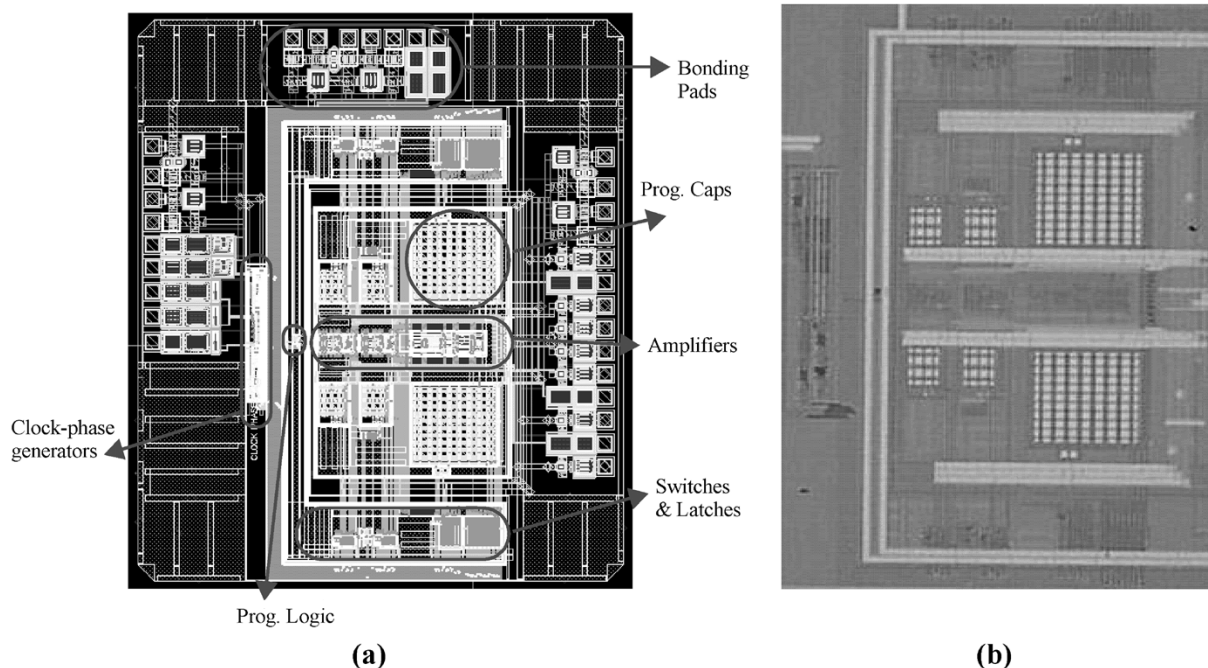 Bonding
Pads
Prog. Caps
Amplifiers
Clock-phase
generators
Switches
& Latches
Prog. Logic
(a)
(b)